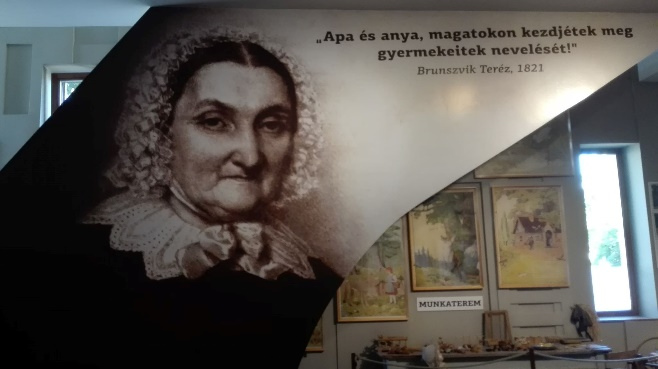 „Apa és anya, magatokon kezdjétek meg
gyermekeitek nevelését!"
Brunszvik Teréz, 1821
MUNKATEREM